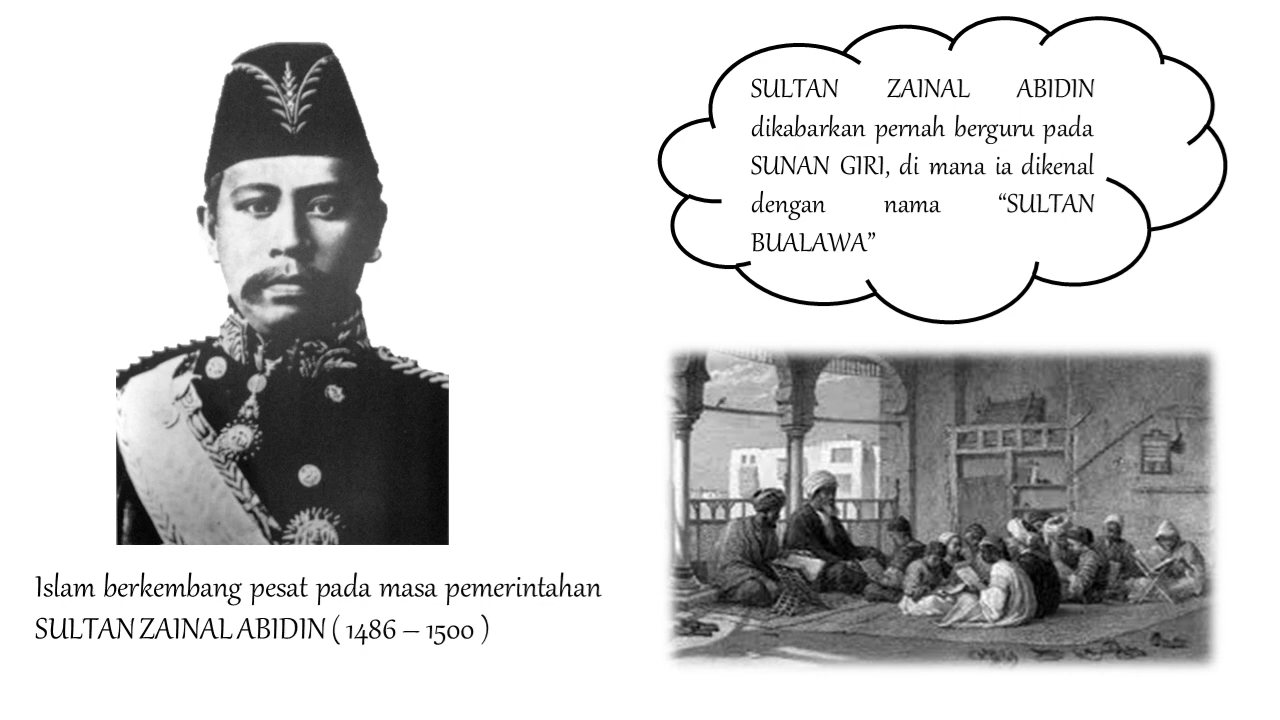 SULTAN ZAINAL ABIDIN
dikabarkan pernah berguru pada
SUNAN GIRI, di mana ia dikenal
dengan nama “SULTAN
BUALAWA”
Islam berkembang pesat pada masa pemerintahan
SULTAN ZAINAL ABIDIN ( 1486 – 1500 )